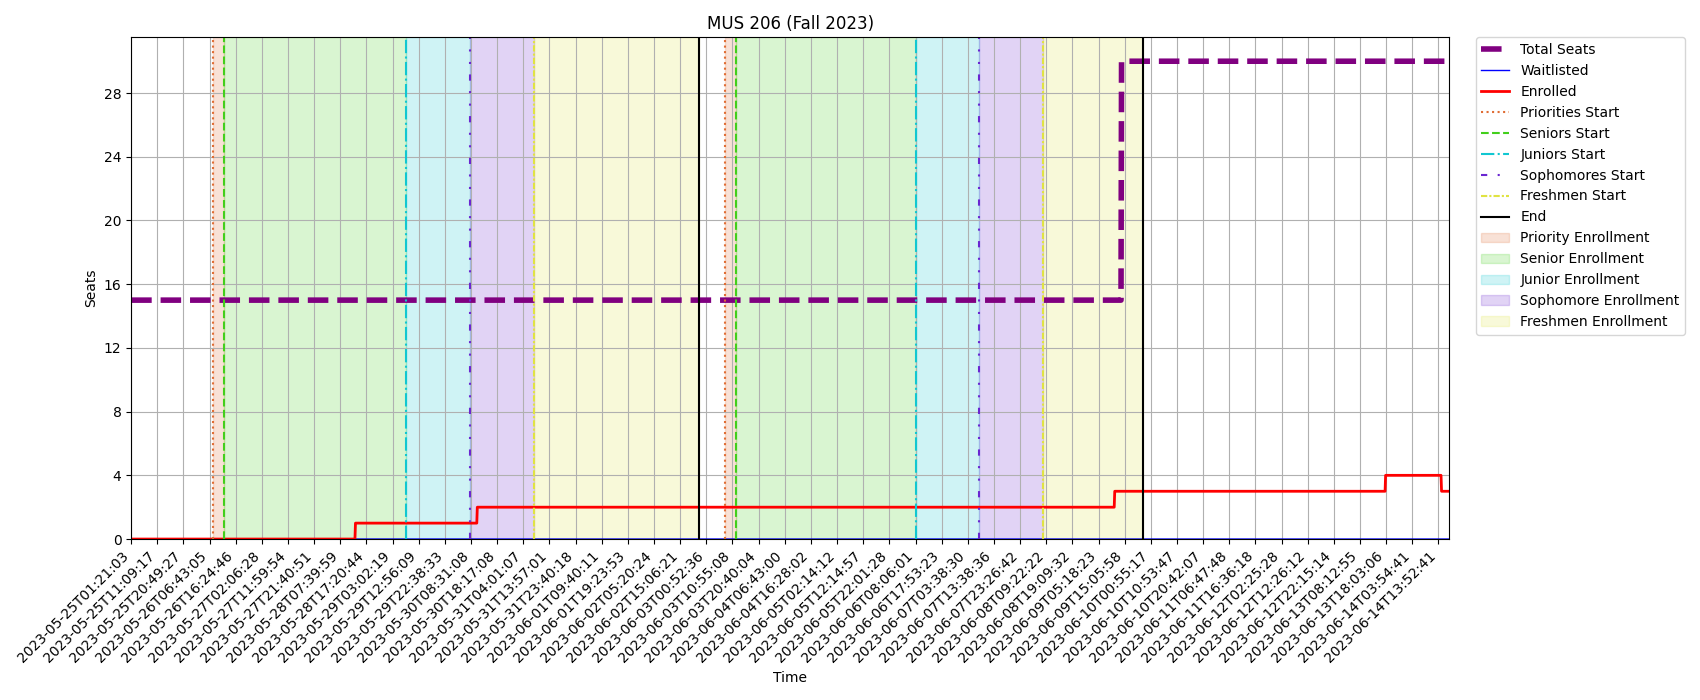 MUS 206 (Fall 2023)
Total Seats
Waitlisted
Enrolled
Priorities Start
Seniors Start
Juniors Start
Sophomores Start
Freshmen Start
End
Priority Enrollment
Senior Enrollment
Junior Enrollment
Sophomore Enrollment
Freshmen Enrollment
Seats
28
24
20
16
12
8
4
0
2023-05-25T01:21:03
2023-05-25T11:09:17
2023-05-25T20:49:27
2023-05-26T06:43:05
2023-05-26T16:24:46
2023-05-27T02:06:28
2023-05-27T11:59:54
2023-05-27T21:40:51
2023-05-28T07:39:59
2023-05-28T17:20:44
2023-05-29T03:02:19
2023-05-29T12:56:09
2023-05-29T22:38:33
2023-05-30T08:31:09
2023-05-30T18:17:08
2023-05-31T04:01:07
2023-05-31T13:57:01
2023-05-31T23:40:18
2023-06-01T09:40:11
2023-06-01T19:23:53
2023-06-02T05:20:24
2023-06-02T15:06:21
2023-06-03T00:52:36
2023-06-03T10:55:08
2023-06-03T20:40:04
2023-06-04T06:43:00
2023-06-04T16:28:02
2023-06-05T02:14:12
2023-06-05T12:14:57
2023-06-05T22:01:28
2023-06-06T08:06:01
2023-06-06T17:53:23
2023-06-07T03:38:30
2023-06-07T13:38:36
2023-06-07T23:26:42
2023-06-08T09:22:22
2023-06-08T19:09:32
2023-06-09T05:18:23
2023-06-09T15:05:58
2023-06-10T00:55:17
2023-06-10T10:53:47
2023-06-10T20:42:07
2023-06-11T06:47:48
2023-06-11T16:36:18
2023-06-12T02:25:28
2023-06-12T12:26:12
2023-06-12T22:15:14
2023-06-13T08:12:55
2023-06-13T18:03:06
2023-06-14T03:54:41
2023-06-14T13:52:41
Time